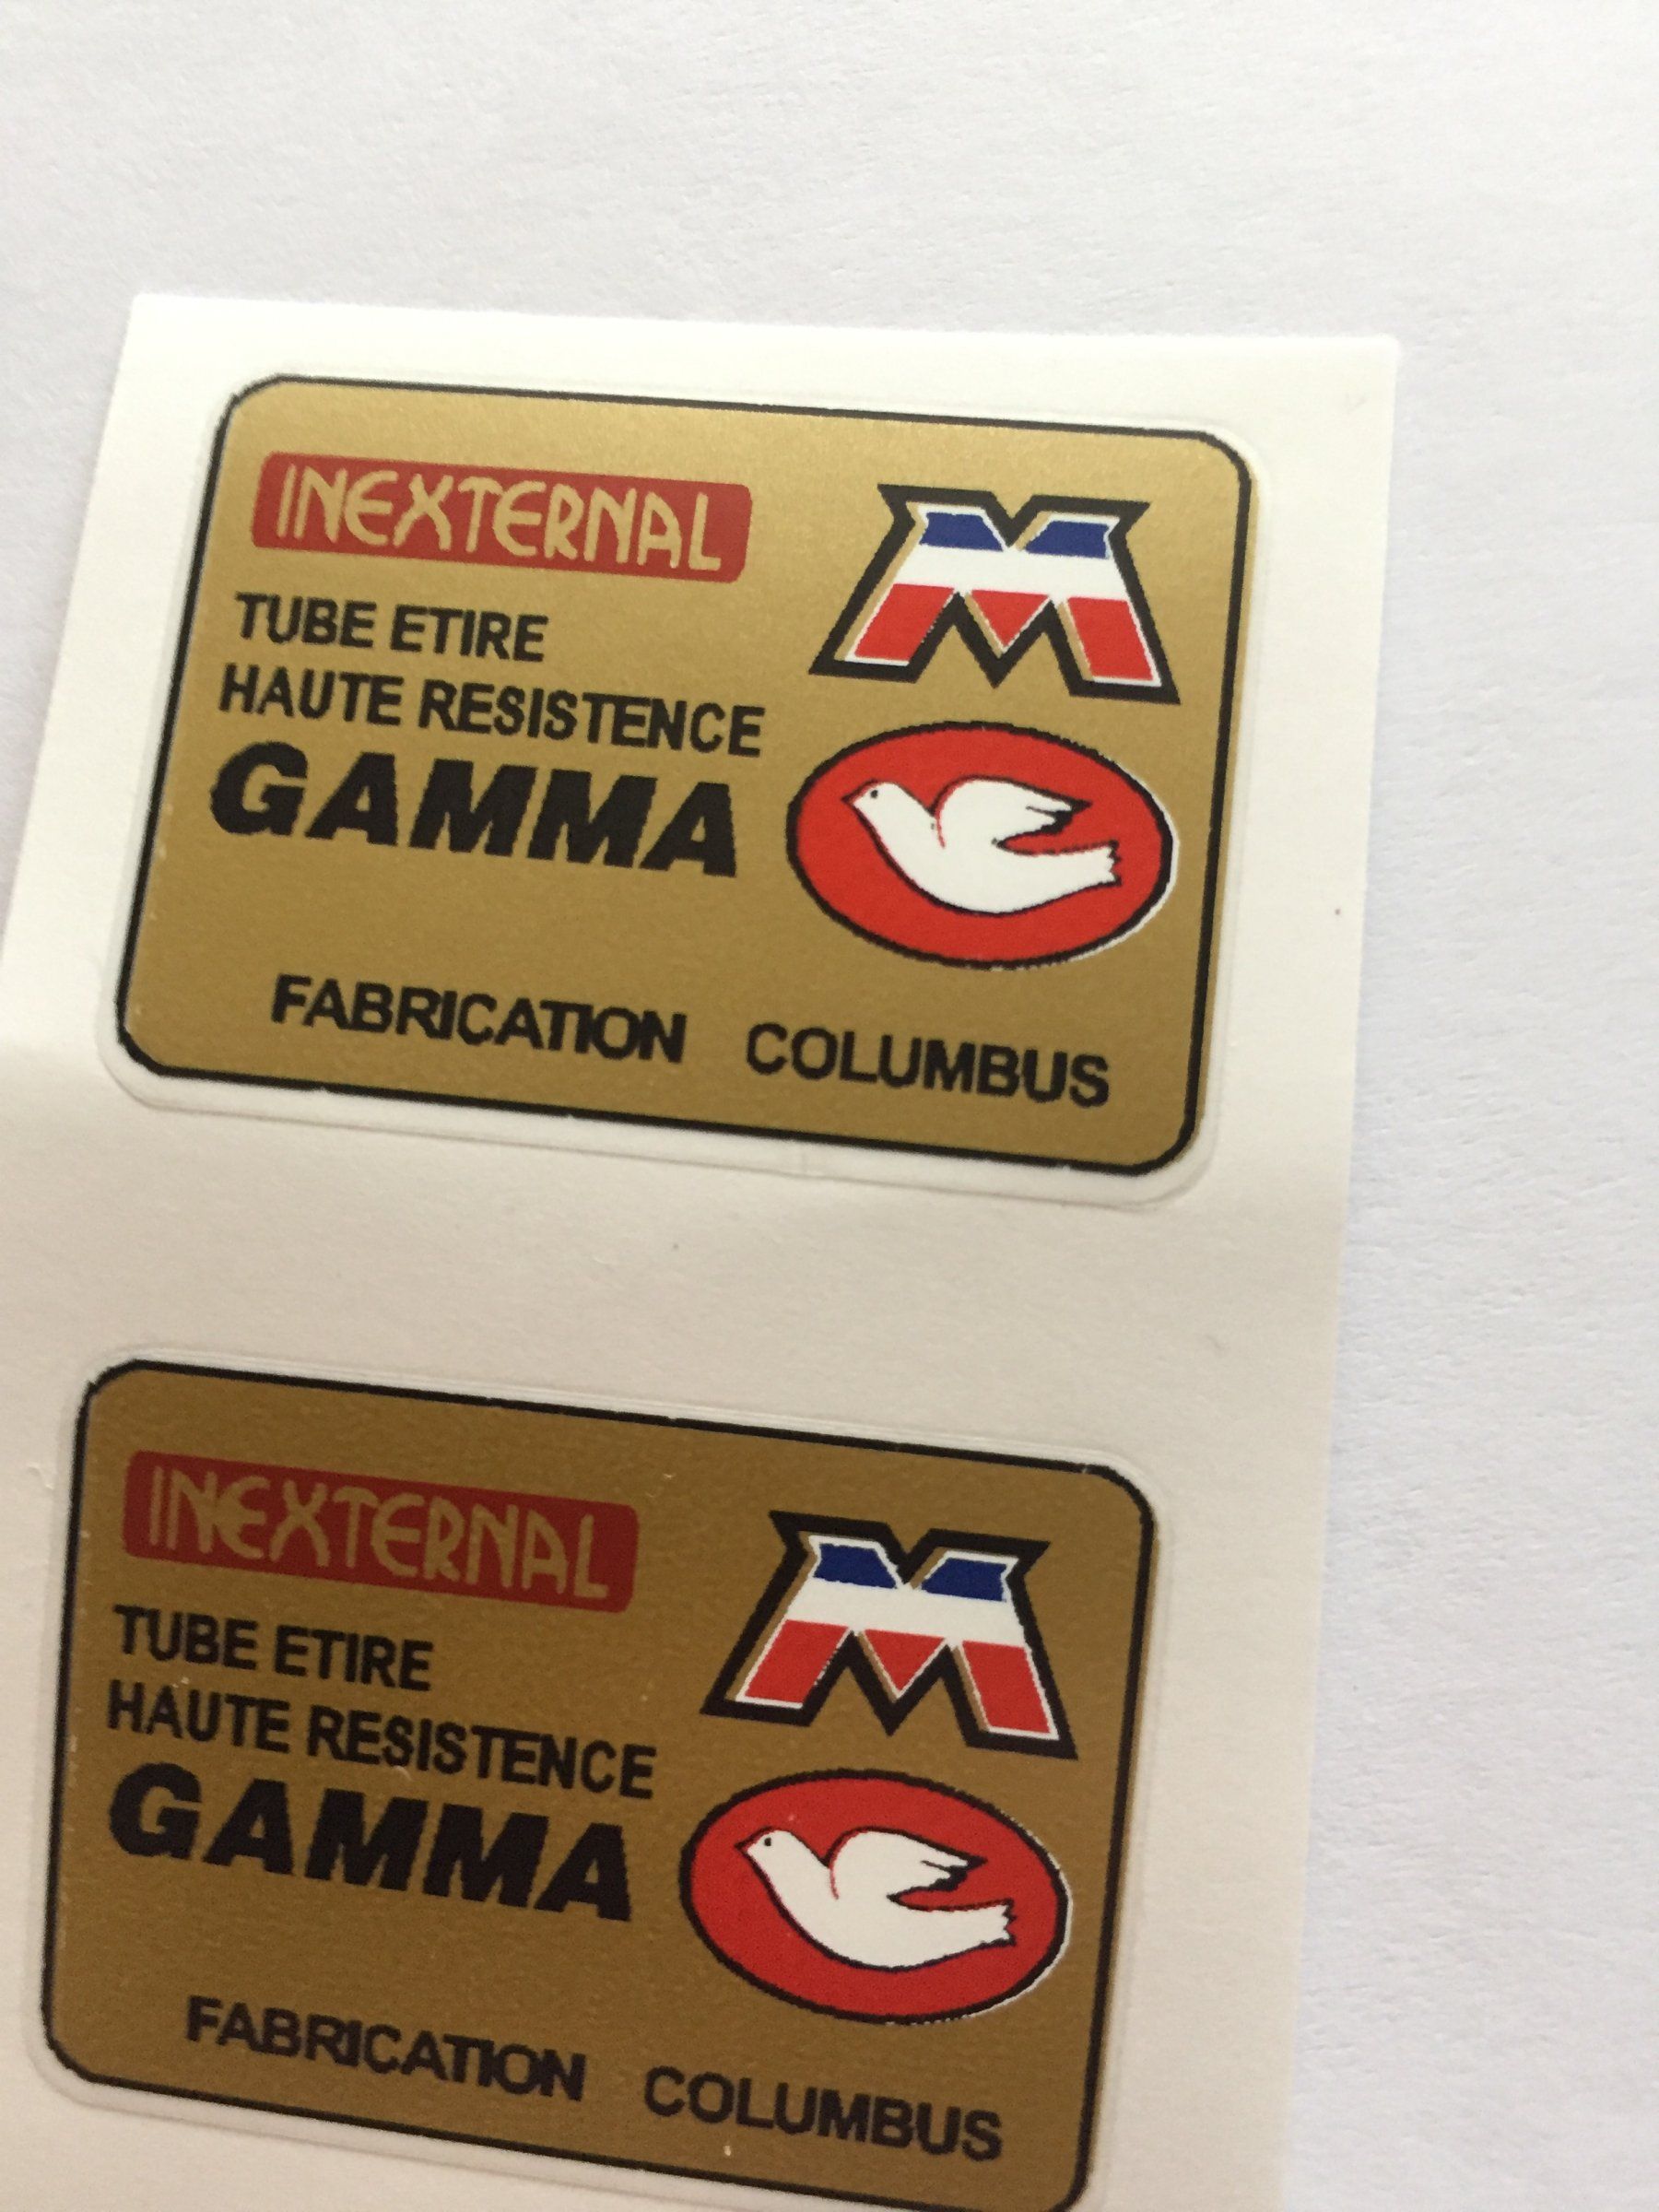 INEXTERNAL
TUBE ETIRE
HAUTE RESISTENCE
GAMMA
M
FABRICATION COLUMBUS
INEXTERNAL
TUBE ETIRE
HAUTE RESISTENCE
GAMMA
M
FABRICATION COLUMBUS